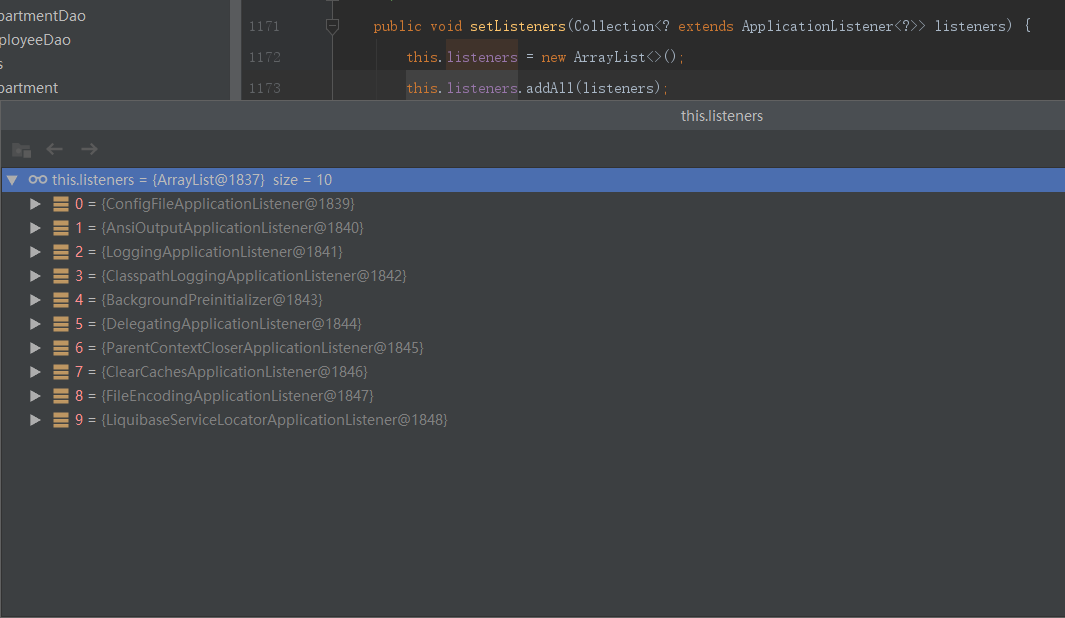 partmentDao
ployeeDao
s
partment
1171 public void setListeners(Collection<? extends ApplicationListener<?>> listeners) {
1172 this.listeners = new ArrayList<>();
1173 this.listeners.addAll(listeners);
this.listeners
this.listeners = {ArrayList@1837} size = 10
0 = {ConfigFileApplicationListener@1839}
1 = {AnsiOutputApplicationListener@1840}
2 = {LoggingApplicationListener@1841}
3 = {ClasspathLoggingApplicationListener@1842}
4 = {BackgroundPreinitializer@1843}
5 = {DelegatingApplicationListener@1844}
6 = {ParentContextCloserApplicationListener@1845}
7 = {ClearCachesApplicationListener@1846}
8 = {FileEncodingApplicationListener@1847}
9 = {LiquibaseServiceLocatorApplicationListener@1848}